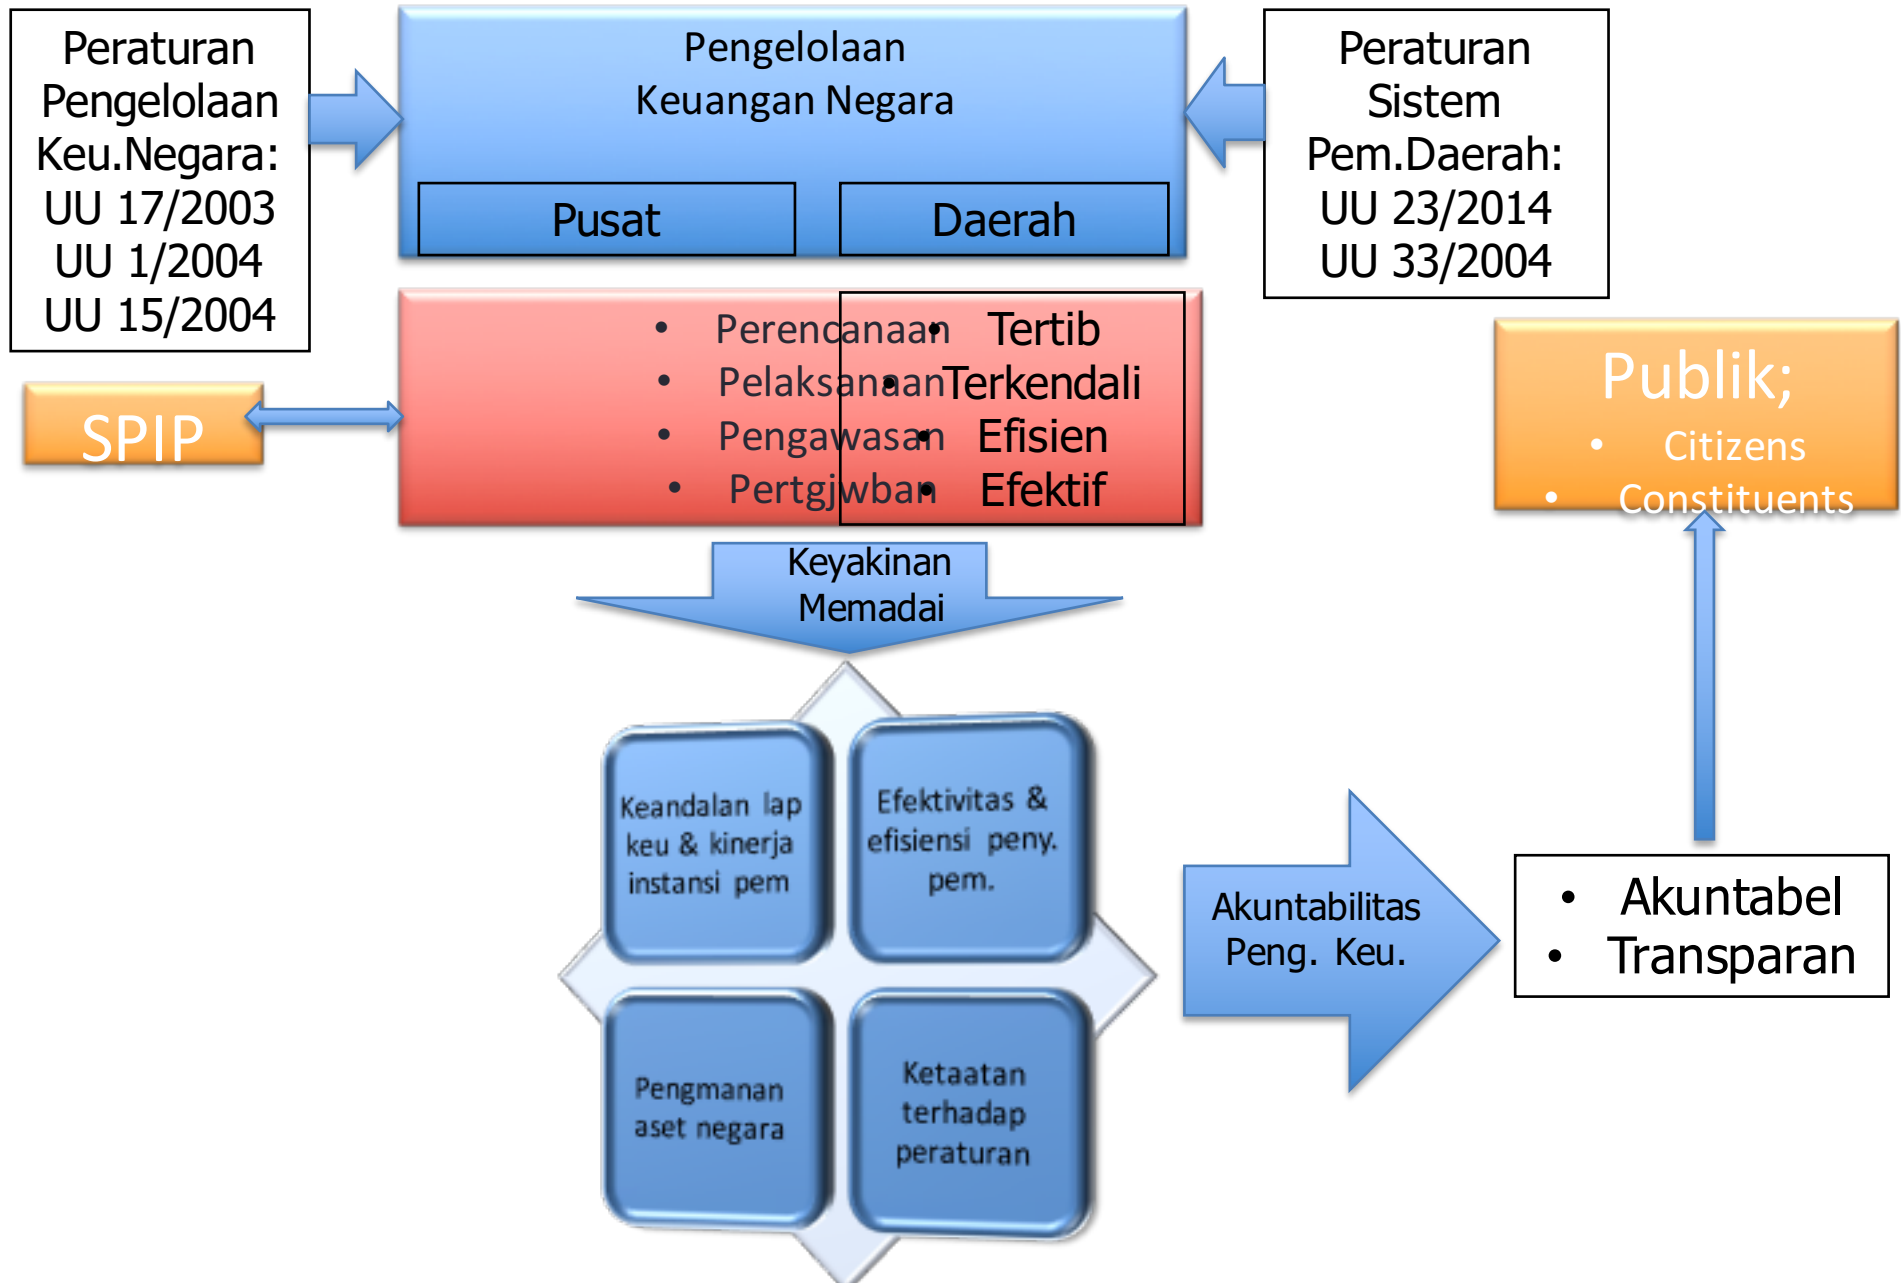 Peraturan
Pengelolaan
Keu.Negara:
UU 17/2003
UU 1/2004
UU 15/2004
Pengelolaan
Keuangan Negara
Pusat
Daerah
Peraturan
Sistem
Pem.Daerah:
UU 23/2014
UU 33/2004
SPIP
• Perencanaan
• Pelaksanaan
• Pengawasan
• Pertgjwban
• Tertib
• Terkendali
• Efisien
• Efektif
Publik;
• Citizens
• Constituents
Keyakinan
Memadai
Keandalan lap
keu & kinerja
instansi pem
Efektivitas &
efisiensi peny.
pem.
Pengmanan
aset negara
Ketaatan
terhadap
peraturan
Akuntabilitas
Peng. Keu.
• Akuntabel
• Transparan